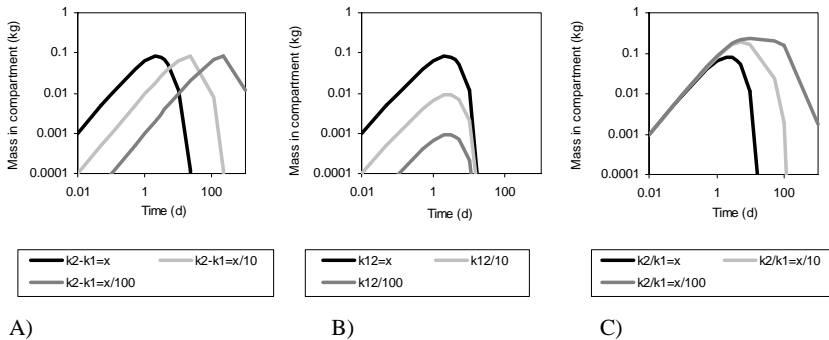 Mass in compartment (kg)
1
0.1
0.01
0.001
0.0001
0.01
1
100
Time (d)
k2-k1=x
k2-k1=x/10
k2-k1=x/100
A)
Mass in compartment (kg)
1
0.1
0.01
0.001
0.0001
0.01
1
100
Time (d)
k12=x
k12/10
k12/100
B)
Mass in compartment (kg)
1
0.1
0.01
0.001
0.0001
0.01
1
100
Time (d)
k2/k1=x
k2/k1=x/10
k2/k1=x/100
C)